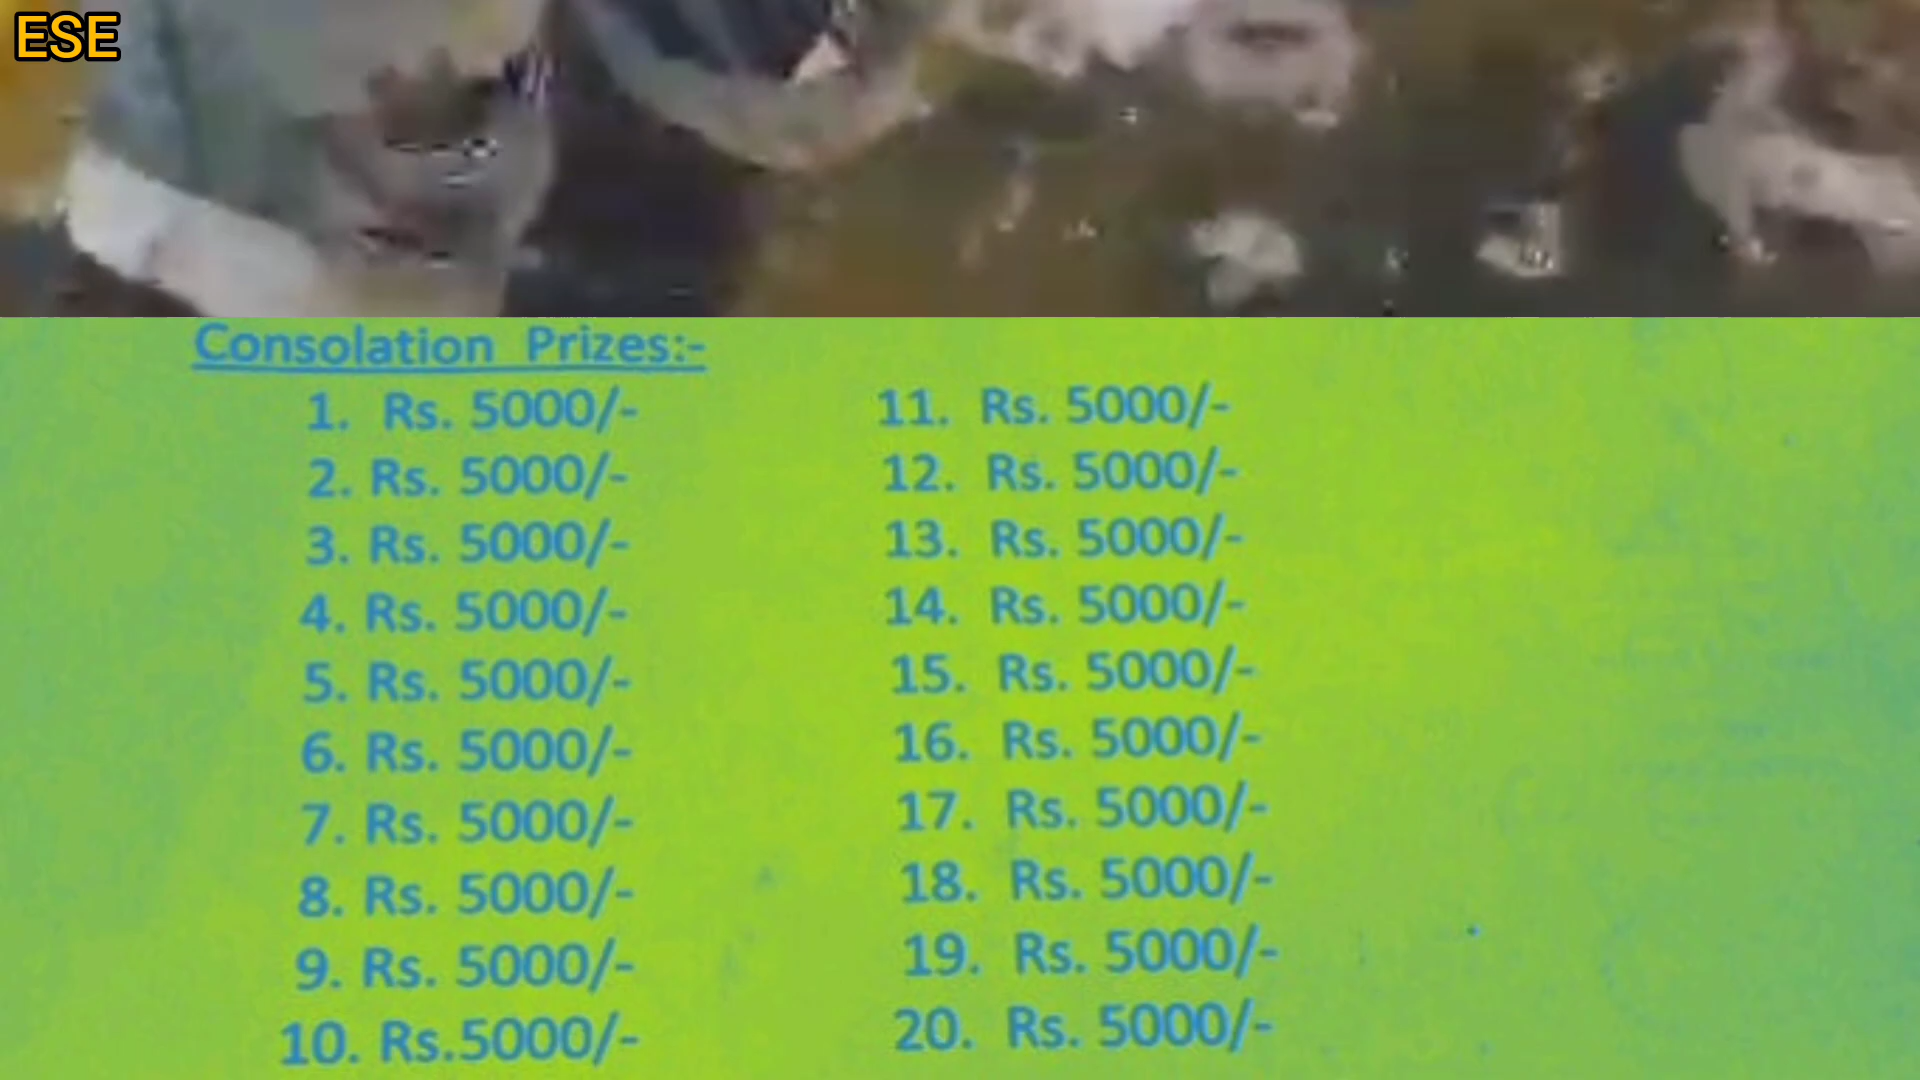 ESE
Consolation Prizes:-
1. Rs. 5000/-
2. Rs. 5000/-
3. Rs. 5000/-
4. Rs. 5000/-
5. Rs. 5000/-
6. Rs. 5000/-
7. Rs. 5000/-
8. Rs. 5000/-
9. Rs. 5000/-
10. Rs.5000/-
11. Rs. 5000/-
12. Rs. 5000/-
13. Rs. 5000/-
14. Rs. 5000/-
15. Rs. 5000/-
16. Rs. 5000/-
17. Rs. 5000/-
18. Rs. 5000/-
19. Rs. 5000/-
20. Rs. 5000/-